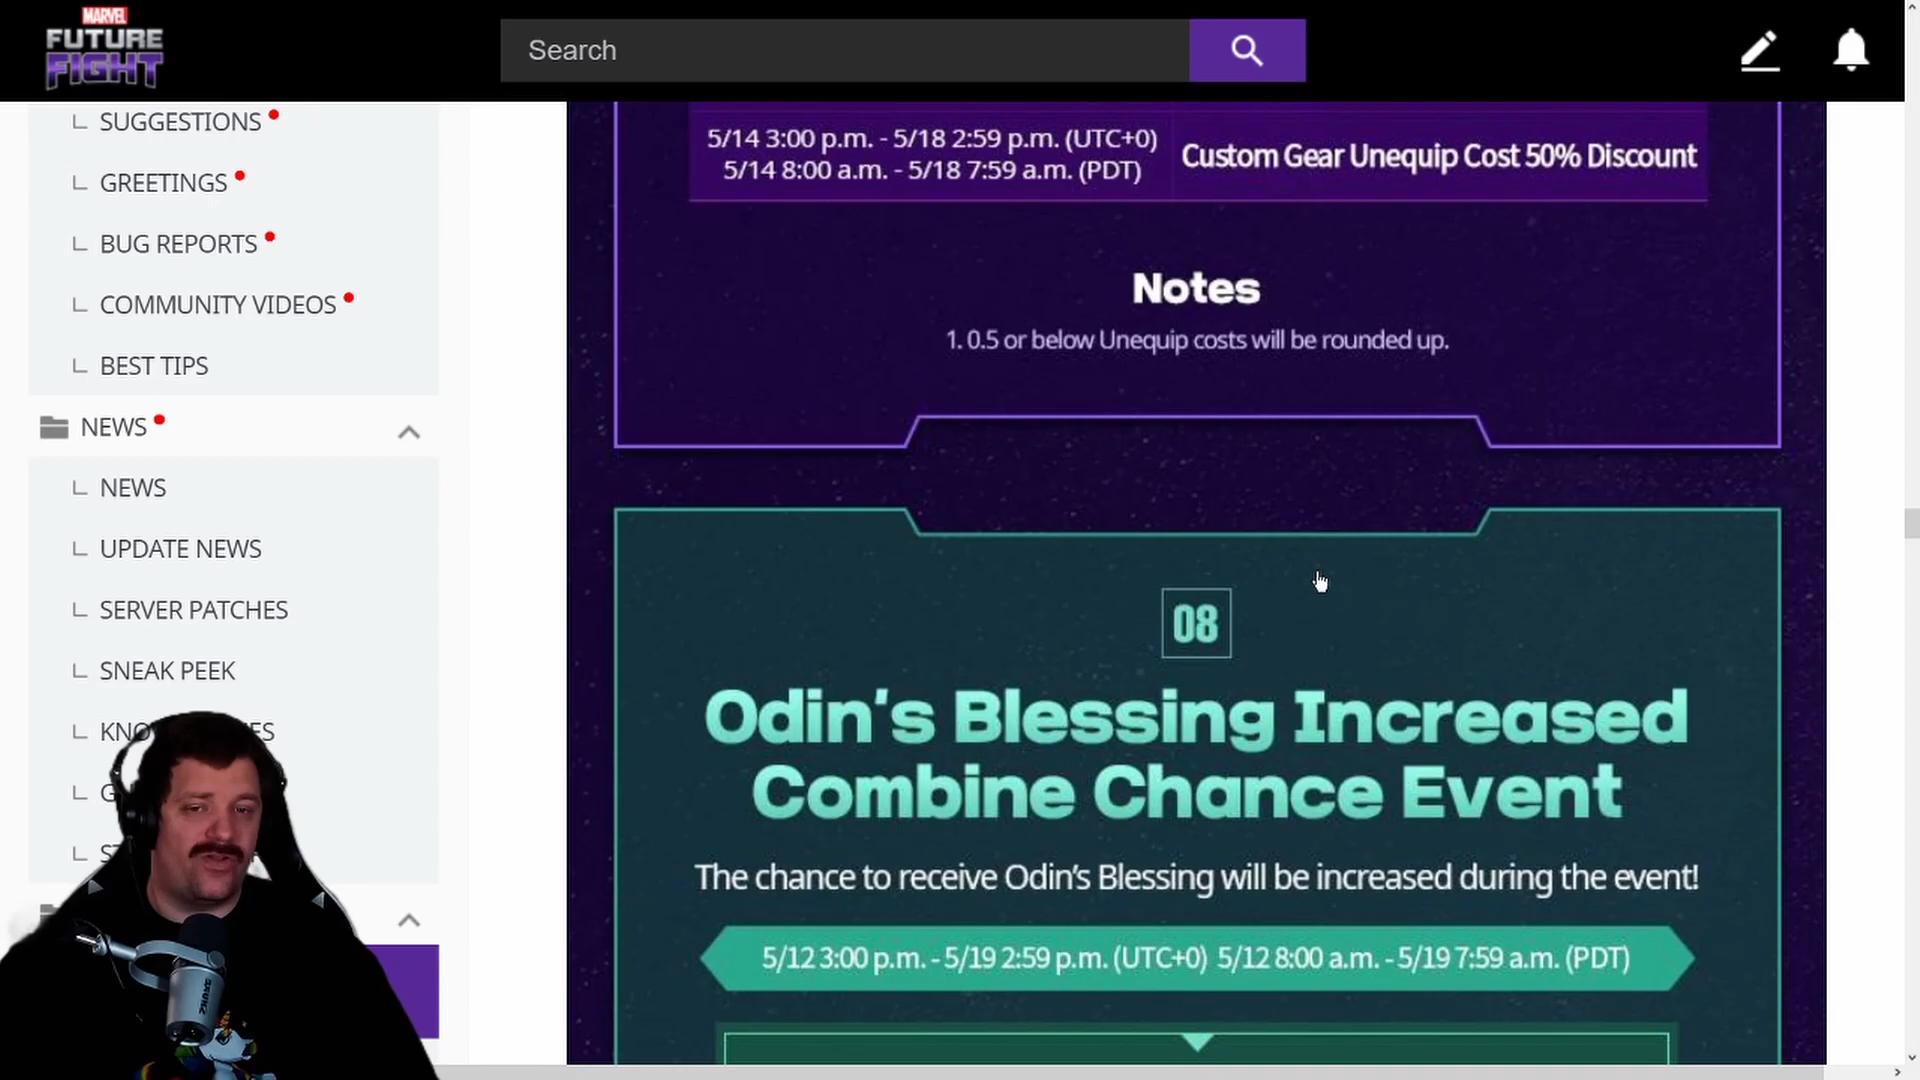 MARVEL
FUTURE
FIGHT
Search
SUGGESTIONS
GREETINGS
BUG REPORTS
COMMUNITY VIDEOS
BEST TIPS
NEWS
NEWS
UPDATE NEWS
SERVER PATCHES
SNEAK PEEK
5/14 3:00 p.m. - 5/18 2:59 p.m. (UTC+0)
5/14 8:00 a.m. - 5/18 7:59 a.m. (PDT)
Custom Gear Unequip Cost 50% Discount
Notes
1. 0.5 or below Unequip costs will be rounded up.
08
Odin's Blessing Increased
Combine Chance Event
The chance to receive Odin's Blessing will be increased during the event!
5/12 3:00 p.m. - 5/19 2:59 p.m. (UTC+0) 5/12 8:00 a.m. - 5/19 7:59 a.m. (PDT)